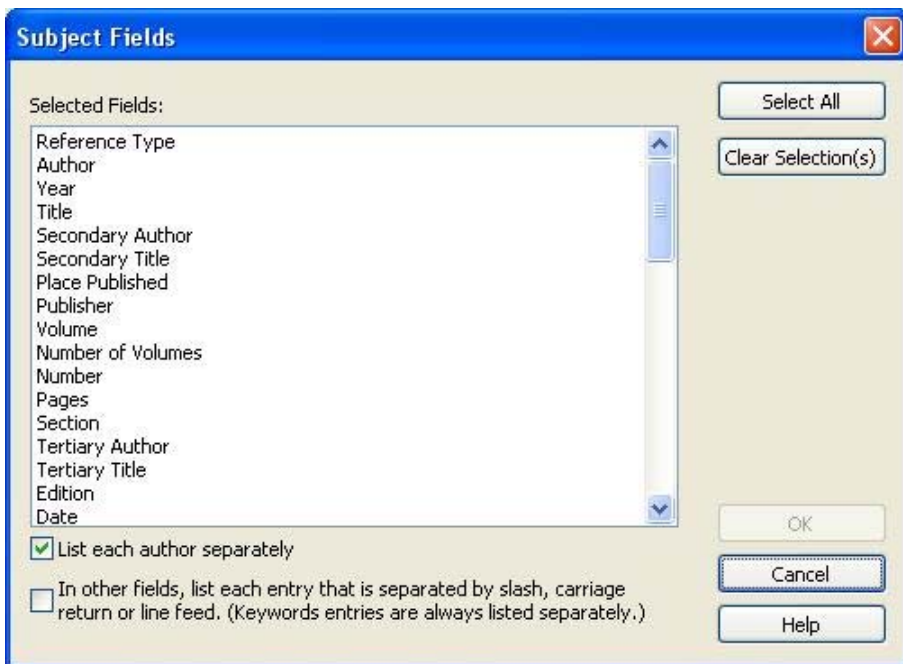 Subject Fields
Selected Fields:
Reference Type
Author
Year
Title
Secondary Author
Secondary Title
Place Published
Publisher
Volume
Number of Volumes
Number
Pages
Section
Tertiary Author
Tertiary Title
Edition
Date
List each author separately
In other fields, list each entry that is separated by slash, carriage
return or line feed. (Keywords entries are always listed separately.)
Select All
Clear Selection(s)
OK
Cancel
Help